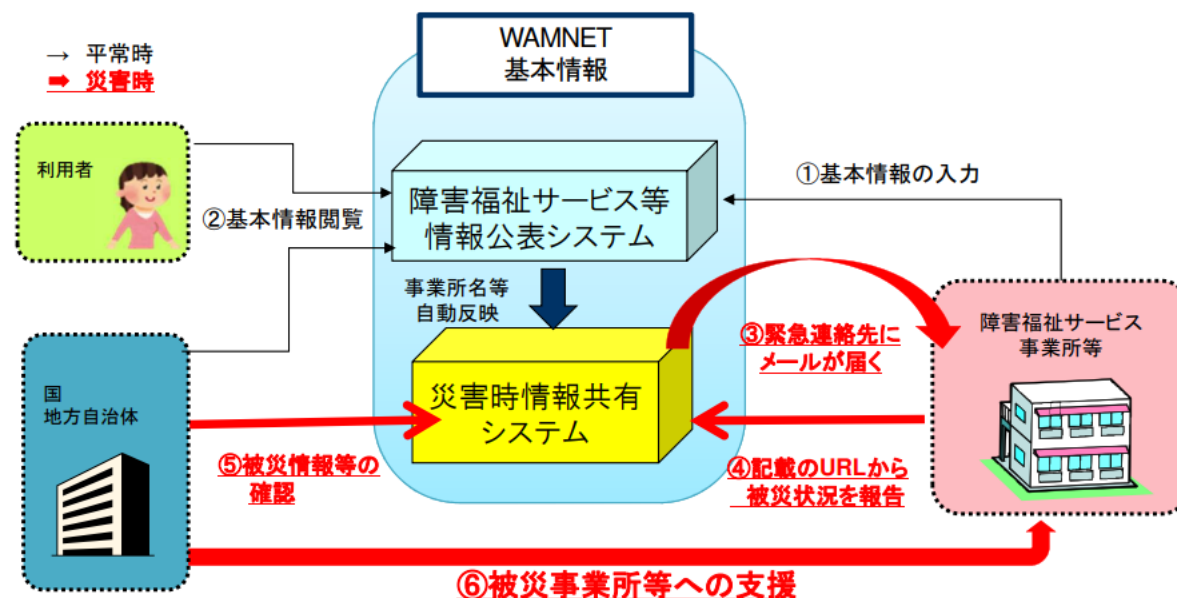 WAMNET
基本情報
→ 平常時
➡ 災害時
利用者
②基本情報閲覧
障害福祉サービス等
情報公表システム
①基本情報の入力
事業所名等
自動反映
③緊急連絡先に
メールが届く
障害福祉サービス
事業所等
国
地方自治体
災害時情報共有
システム
⑤被災情報等の
確認
④記載のURLから
被災状況を報告
⑥被災事業所等への支援